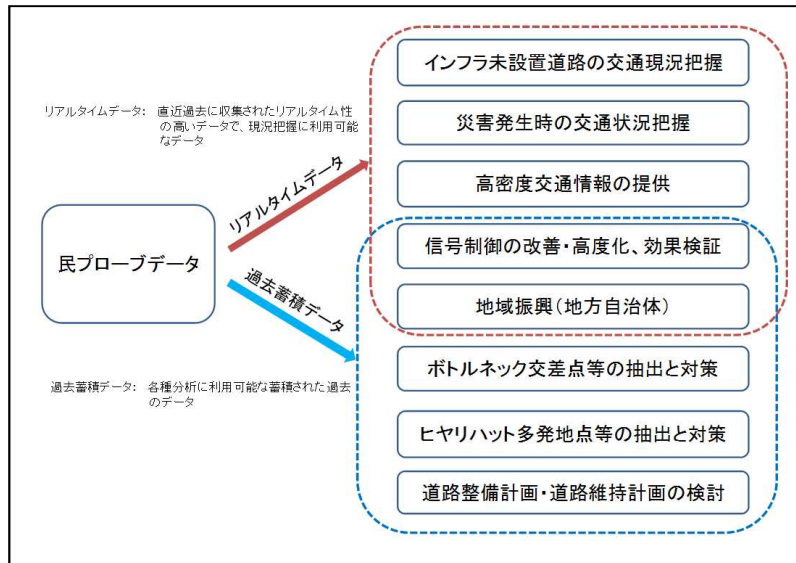 インフラ未設置道路の交通現況把握
リアルタイムデータ: 直近過去に収集されたリアルタイム性
の高いデータで、現況把握に利用可能
なデータ
災害発生時の交通状況把握
リアルタイムデータ
高密度交通情報の提供
民プローブデータ
信号制御の改善・高度化、効果検証
過去蓄積データ
地域振興(地方自治体)
過去蓄積データ: 各種分析に利用可能な蓄積された過去
のデータ
ボトルネック交差点等の抽出と対策
ヒヤリハット多発地点等の抽出と対策
道路整備計画・道路維持計画の検討